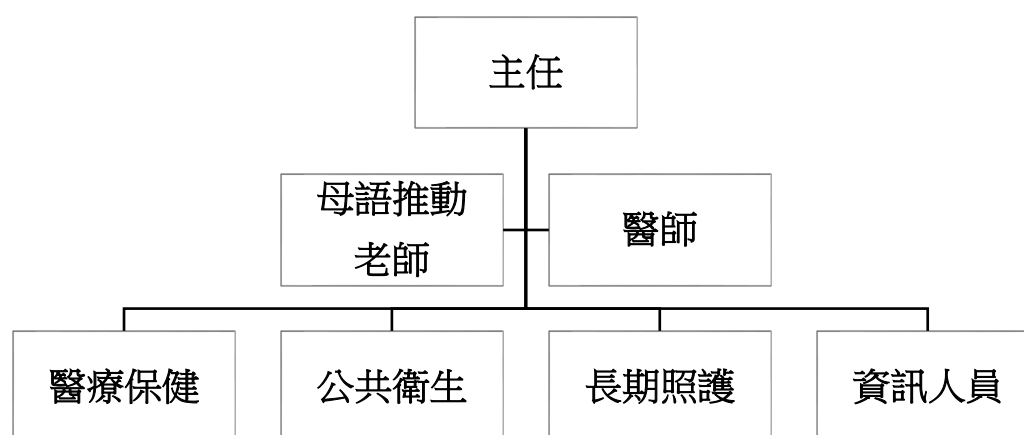 主任
母語推動
老師
醫師
醫療保健
公共衛生
長期照護
資訊人員